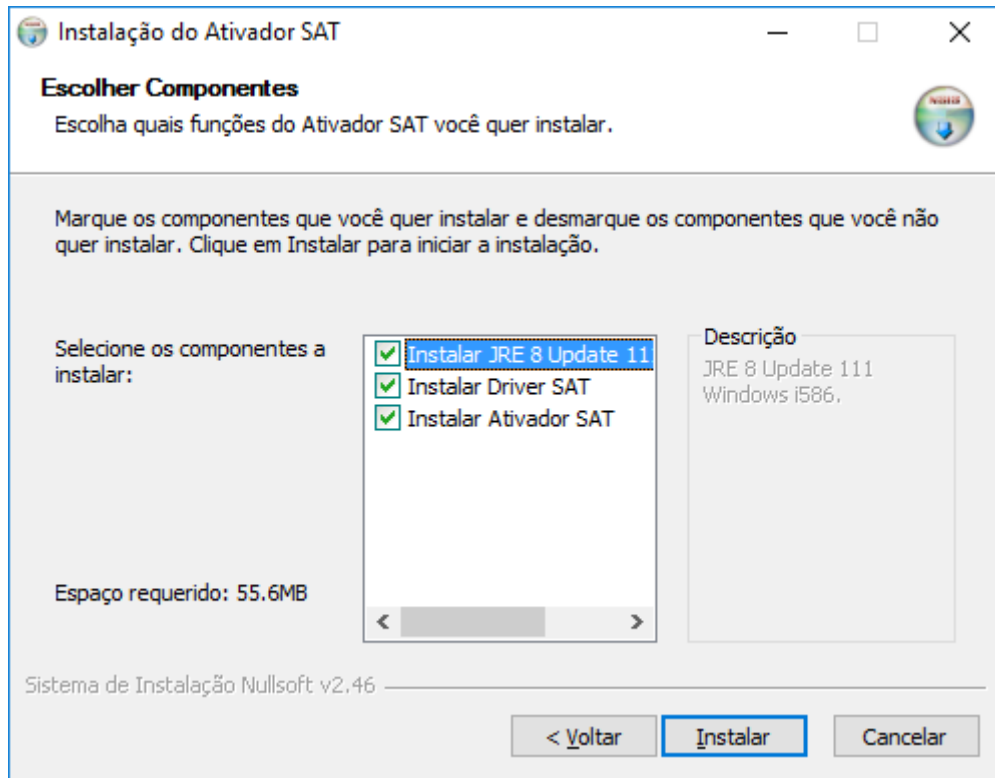 Instalação do Ativador SAT
Escolher Componentes
Escolha quais funções do Ativador SAT você quer instalar.
Marque os componentes que você quer instalar e desmarque os componentes que você não
quer instalar. Clique em Instalar para iniciar a instalação.
Selecione os componentes a
instalar:
Instalar JRE 8 Update 11
Instalar Driver SAT
Instalar Ativador SAT
Descrição
JRE 8 Update 111
Windows i586.
Espaço requerido: 55.6MB
Sistema de Instalação Nullsoft v2.46
< Voltar
Instalar
Cancelar